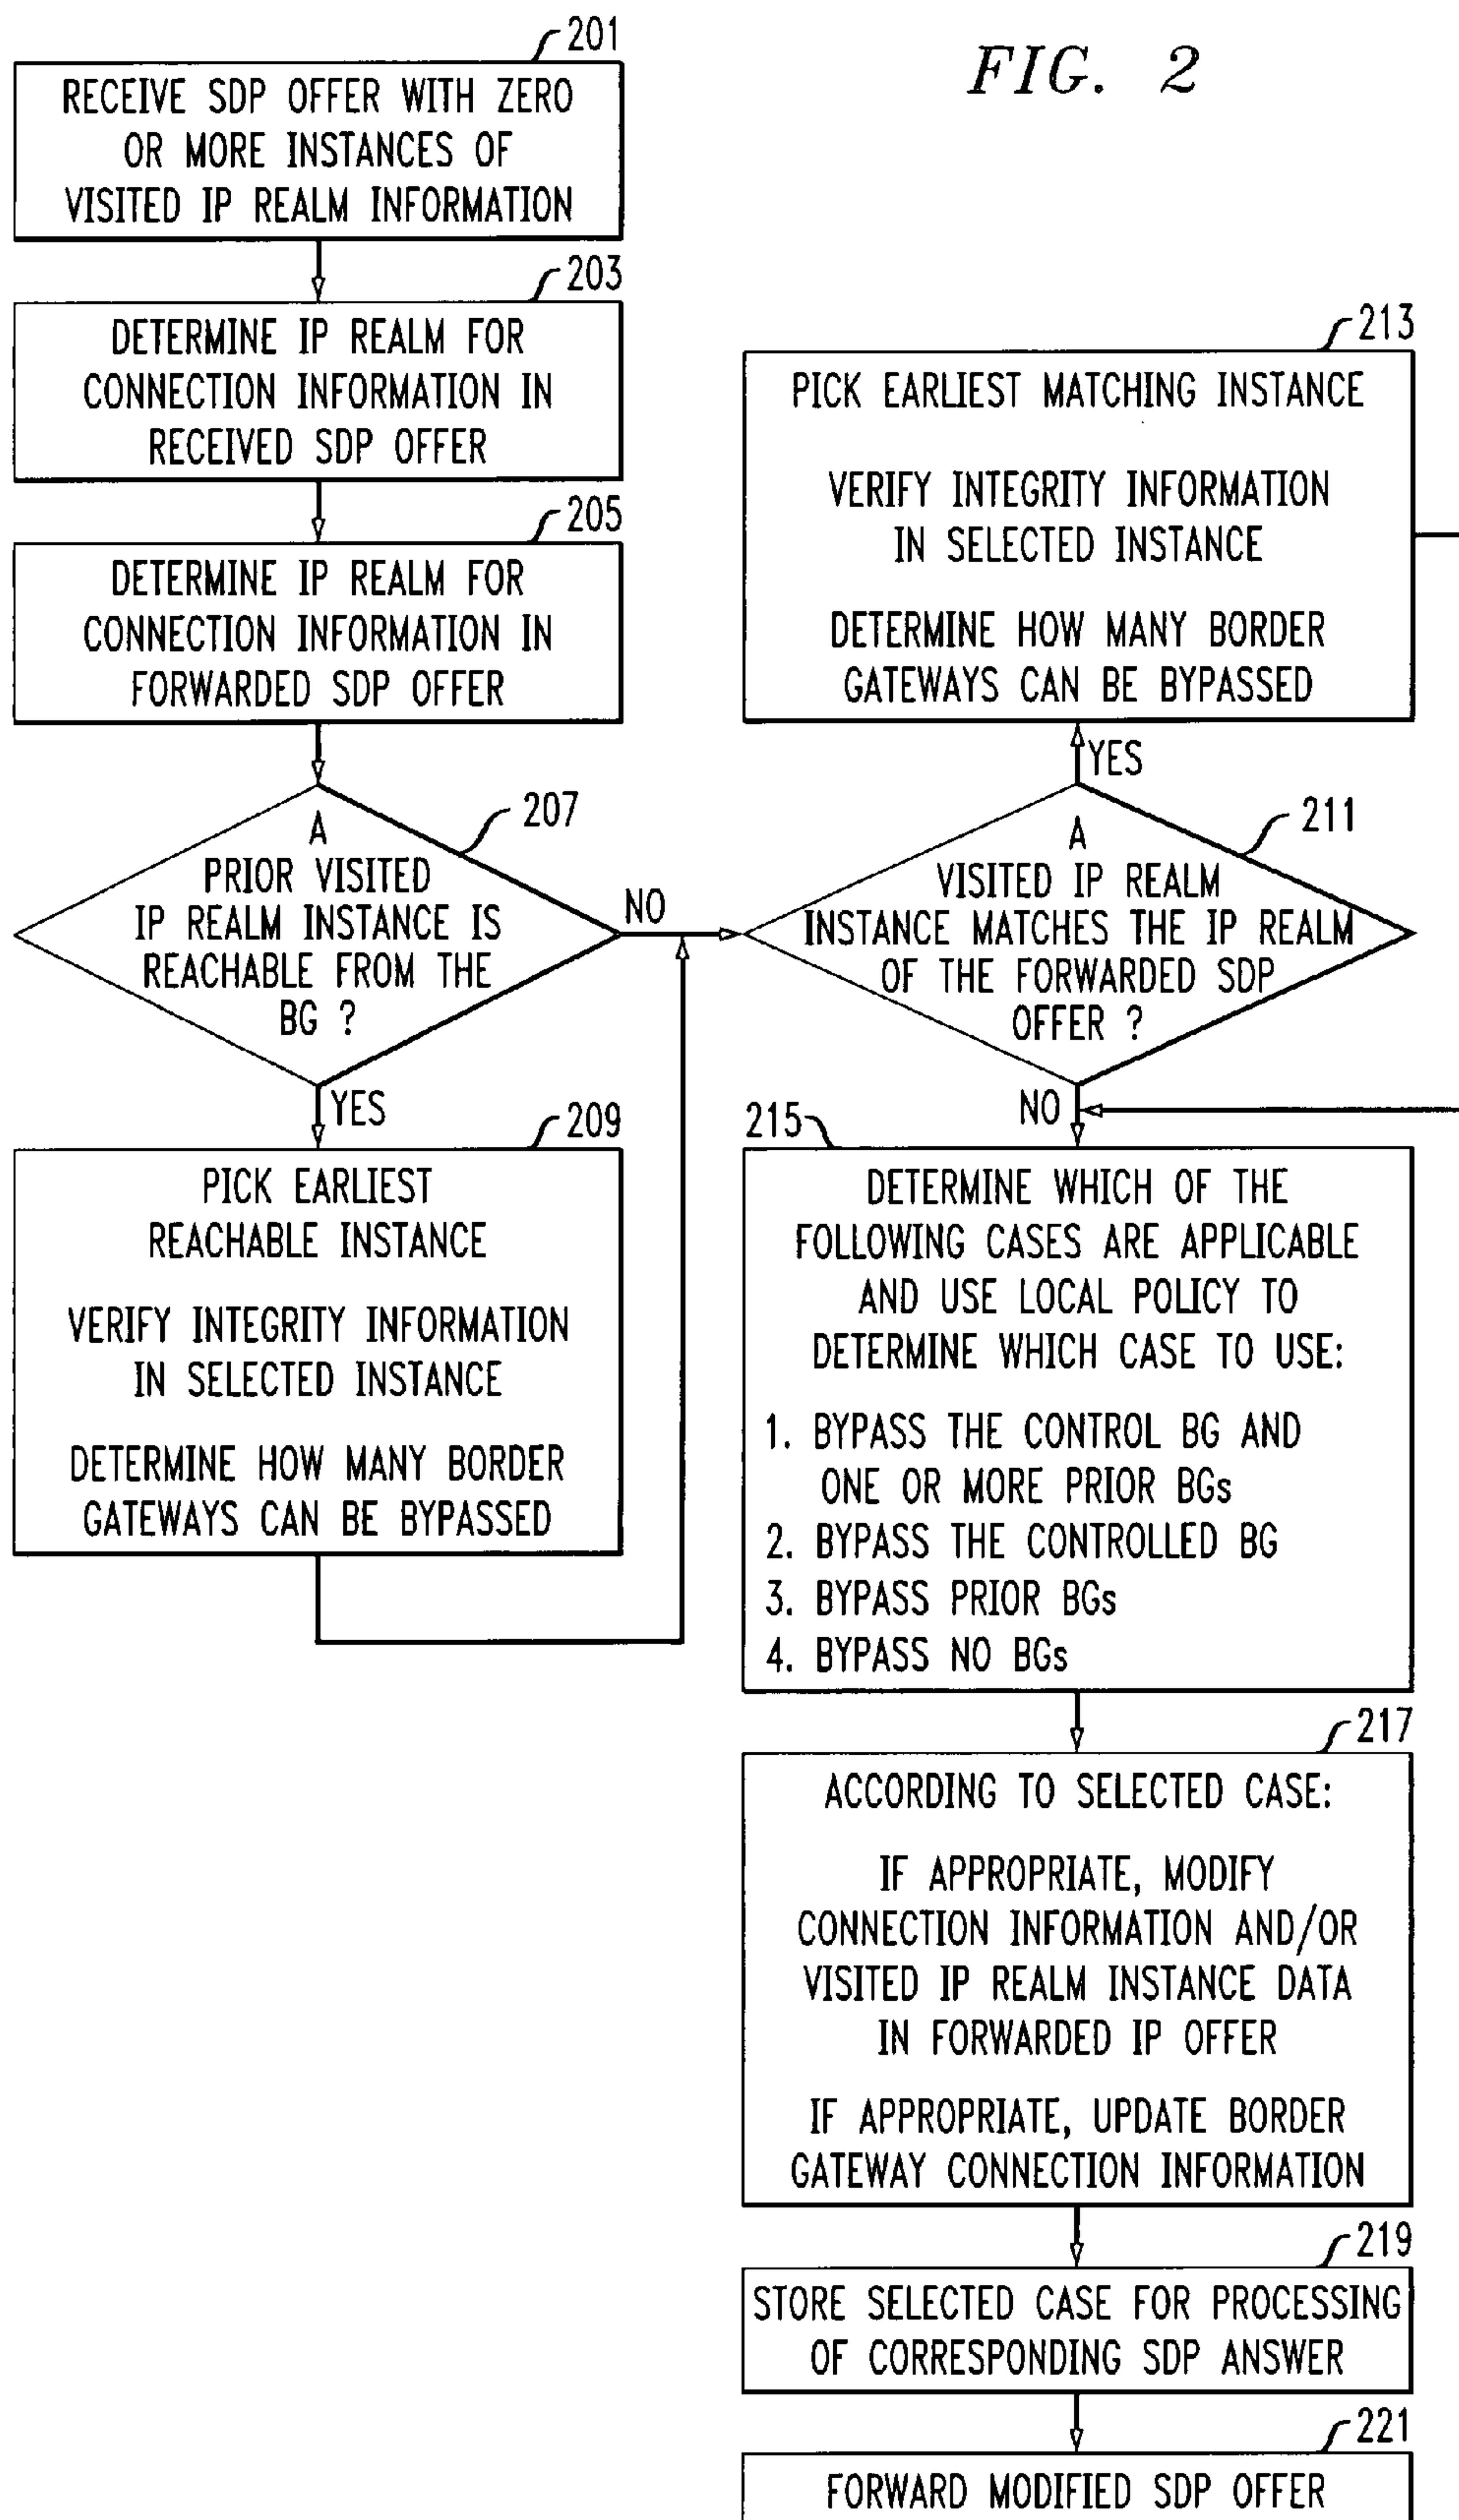 FIG. 2
201
RECEIVE SDP OFFER WITH ZERO
OR MORE INSTANCES OF
VISITED IP REALM INFORMATION
203
DETERMINE IP REALM FOR
CONNECTION INFORMATION IN
RECEIVED SDP OFFER
205
DETERMINE IP REALM FOR
CONNECTION INFORMATION IN
FORWARDED SDP OFFER
207
A
PRIOR VISITED
IP REALM INSTANCE IS
REACHABLE FROM THE
BG ?
NO
YES
209
PICK EARLIEST
REACHABLE INSTANCE
VERIFY INTEGRITY INFORMATION
IN SELECTED INSTANCE
DETERMINE HOW MANY BORDER
GATEWAYS CAN BE BYPASSED
213
PICK EARLIEST MATCHING INSTANCE
VERIFY INTEGRITY INFORMATION
IN SELECTED INSTANCE
DETERMINE HOW MANY BORDER
GATEWAYS CAN BE BYPASSED
YES
211
A
VISITED IP REALM
INSTANCE MATCHES THE IP REALM
OF THE FORWARDED SDP
OFFER ?
NO
215
DETERMINE WHICH OF THE
FOLLOWING CASES ARE APPLICABLE
AND USE LOCAL POLICY TO
DETERMINE WHICH CASE TO USE:
1. BYPASS THE CONTROL BG AND
ONE OR MORE PRIOR BGs
2. BYPASS THE CONTROLLED BG
3. BYPASS PRIOR BGs
4. BYPASS NO BGs
217
ACCORDING TO SELECTED CASE:
IF APPROPRIATE, MODIFY
CONNECTION INFORMATION AND/OR
VISITED IP REALM INSTANCE DATA
IN FORWARDED IP OFFER
IF APPROPRIATE, UPDATE BORDER
GATEWAY CONNECTION INFORMATION
219
STORE SELECTED CASE FOR PROCESSING
OF CORRESPONDING SDP ANSWER
221
FORWARD MODIFIED SDP OFFER